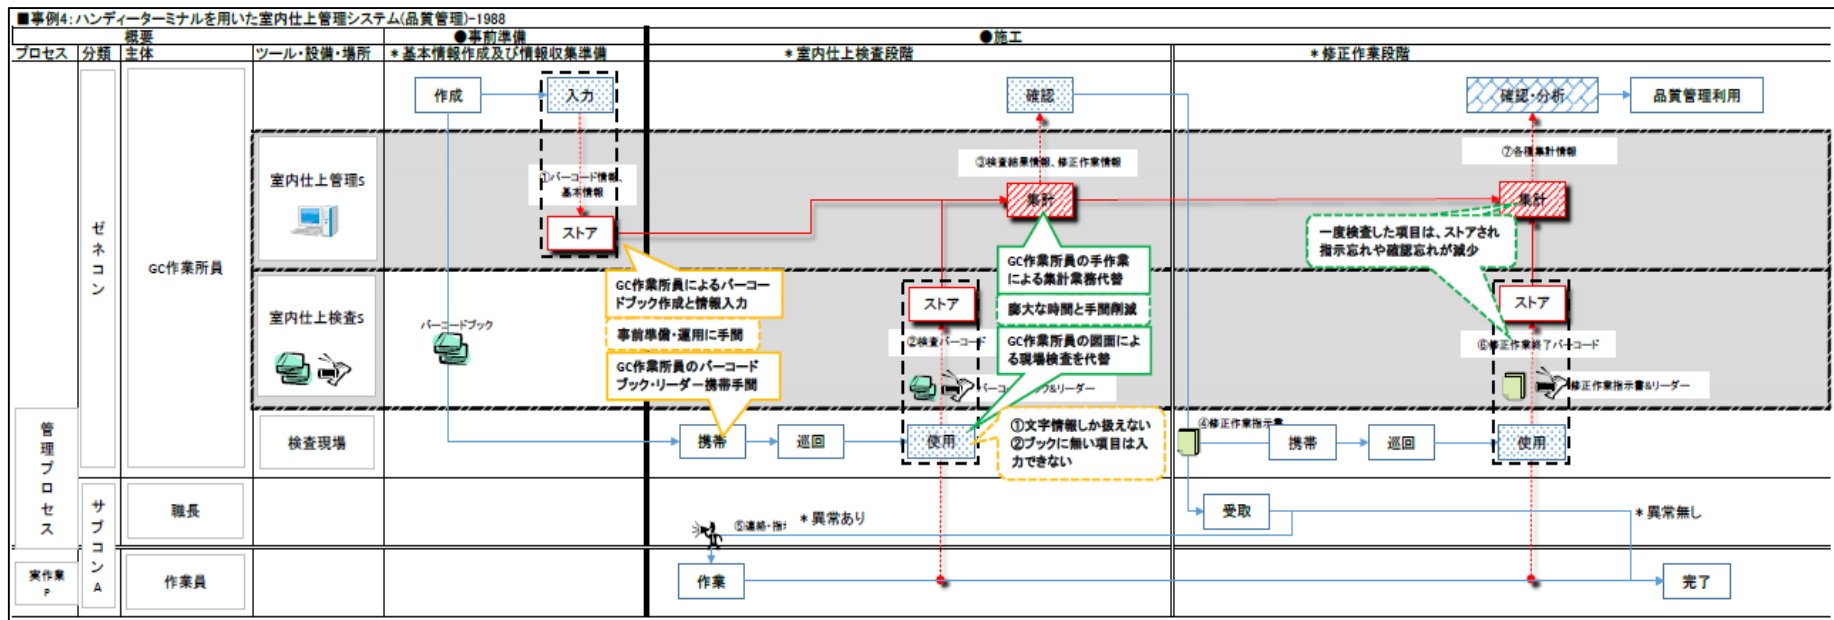 ■事例4：ハンディーターミナルを用いた室内仕上管理システム(品質管理)-1988
概要
●事前準備
●施工
プロセス
分類
主体
ツール・設備・場所
＊基本情報作成及び情報収集準備
＊室内仕上検査段階
＊修正作業段階
作成
入力
確認
確認・分析
品質管理利用
ゼネコン
GC作業所員
室内仕上管理S
①バーコード情報、
基本情報
ストア
③検査結果情報、修正作業情報
集計
⑦各種集計情報
集計
GC作業所員の手作業
による集計業務代替
膨大な時間と手間削減
GC作業所員の図面によ
る現場検査を代替
一度検査した項目は、ストアされ
指示忘れや確認忘れが減少
GC作業所員によるバーコー
ドブック作成と情報入力
事前準備・運用に手間
GC作業所員のバーコード
ブック・リーダー携帯手間
室内仕上検査S
バーコードブック
ストア
②検査バーコード
バーコードブック&リーダー
ストア
⑥修正作業終了バーコード
修正作業指示書&リーダー
検査現場
携帯
巡回
使用
①文字情報しか扱えない
②ブックに無い項目は入
力できない
④修正作業指示書
携帯
巡回
使用
管理プロセス
サブコンA
職長
⑤連絡・指示
＊異常あり
受取
＊異常無し
実作業
P
作業員
作業
完了